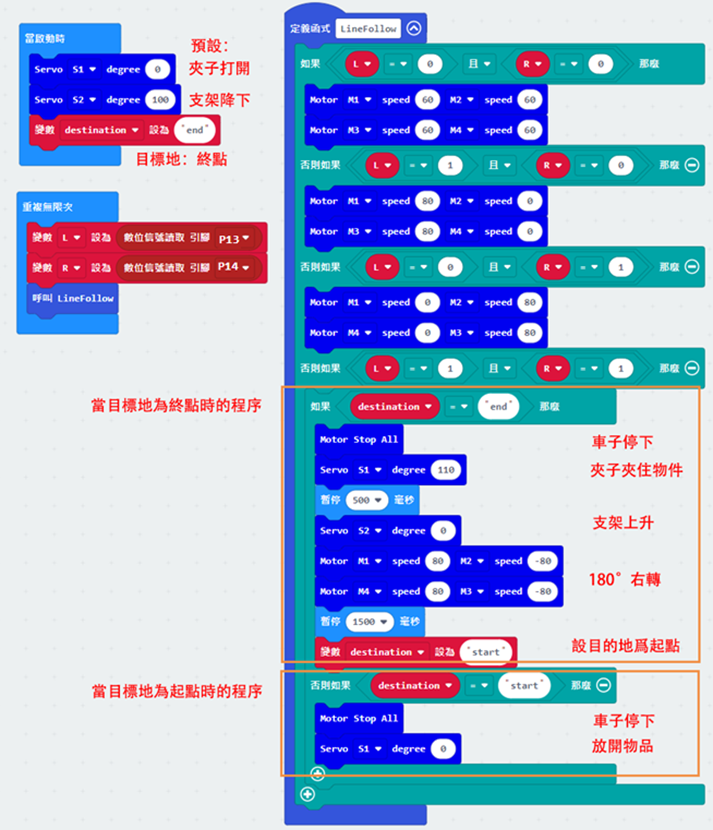 當啟動時
預設：
Servo S1 degree 0 夾子打開
Servo S2 degree 100 支架降下
變數 destination 設為 "end"
目標地：終點
重複無限次
變數 L 設為 數位信號讀取 引腳 P13
變數 R 設為 數位信號讀取 引腳 P14
呼叫 LineFollow
定義函式 LineFollow
如果 L = 0 且 R = 0 那麼
Motor M1 speed 60 M2 speed 60
Motor M3 speed 60 M4 speed 60
否則如果 L = 1 且 R = 0 那麼
Motor M1 speed 80 M2 speed 0
Motor M3 speed 80 M4 speed 0
否則如果 L = 0 且 R = 1 那麼
Motor M1 speed 0 M2 speed 80
Motor M4 speed 0 M3 speed 80
否則如果 L = 1 且 R = 1 那麼
當目標地為終點時的程序
如果 destination = "end" 那麼
Motor Stop All 車子停下
Servo S1 degree 110 夾子夾住物件
暫停 500 毫秒
Servo S2 degree 0 支架上升
Motor M1 speed 80 M2 speed -80
Motor M4 speed 80 M3 speed -80
180°右轉
暫停 1500 毫秒
變數 destination 設為 "start" 設目的地爲起點
當目標地為起點時的程序
否則如果 destination = "start" 那麼
Motor Stop All 車子停下
Servo S1 degree 0 放開物品